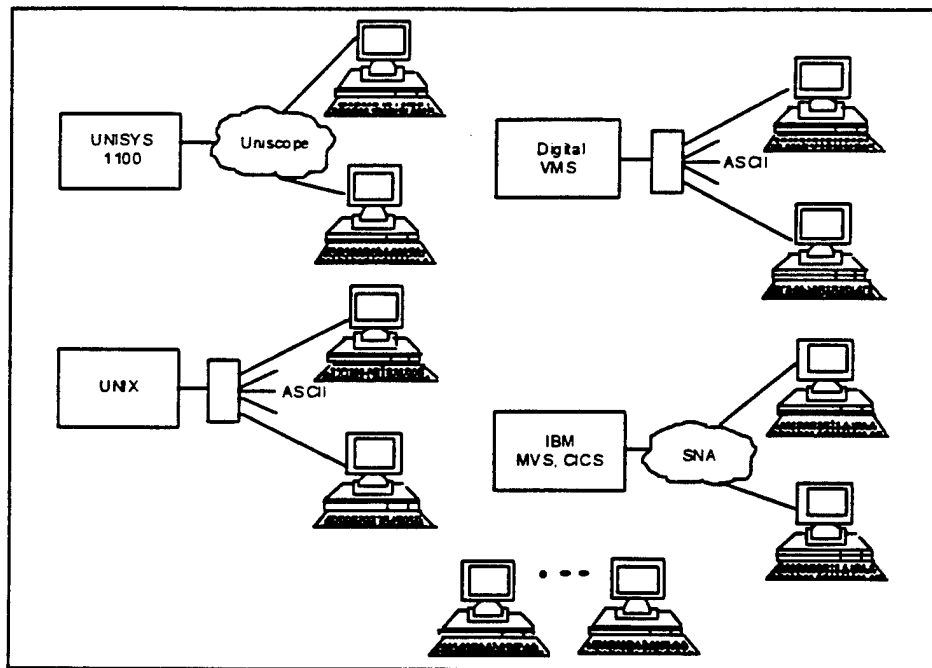 UNISYS
1100
Uniscope
Digital
VMS
ASCII
UNIX
ASCII
IBM
MVS, CICS
SNA